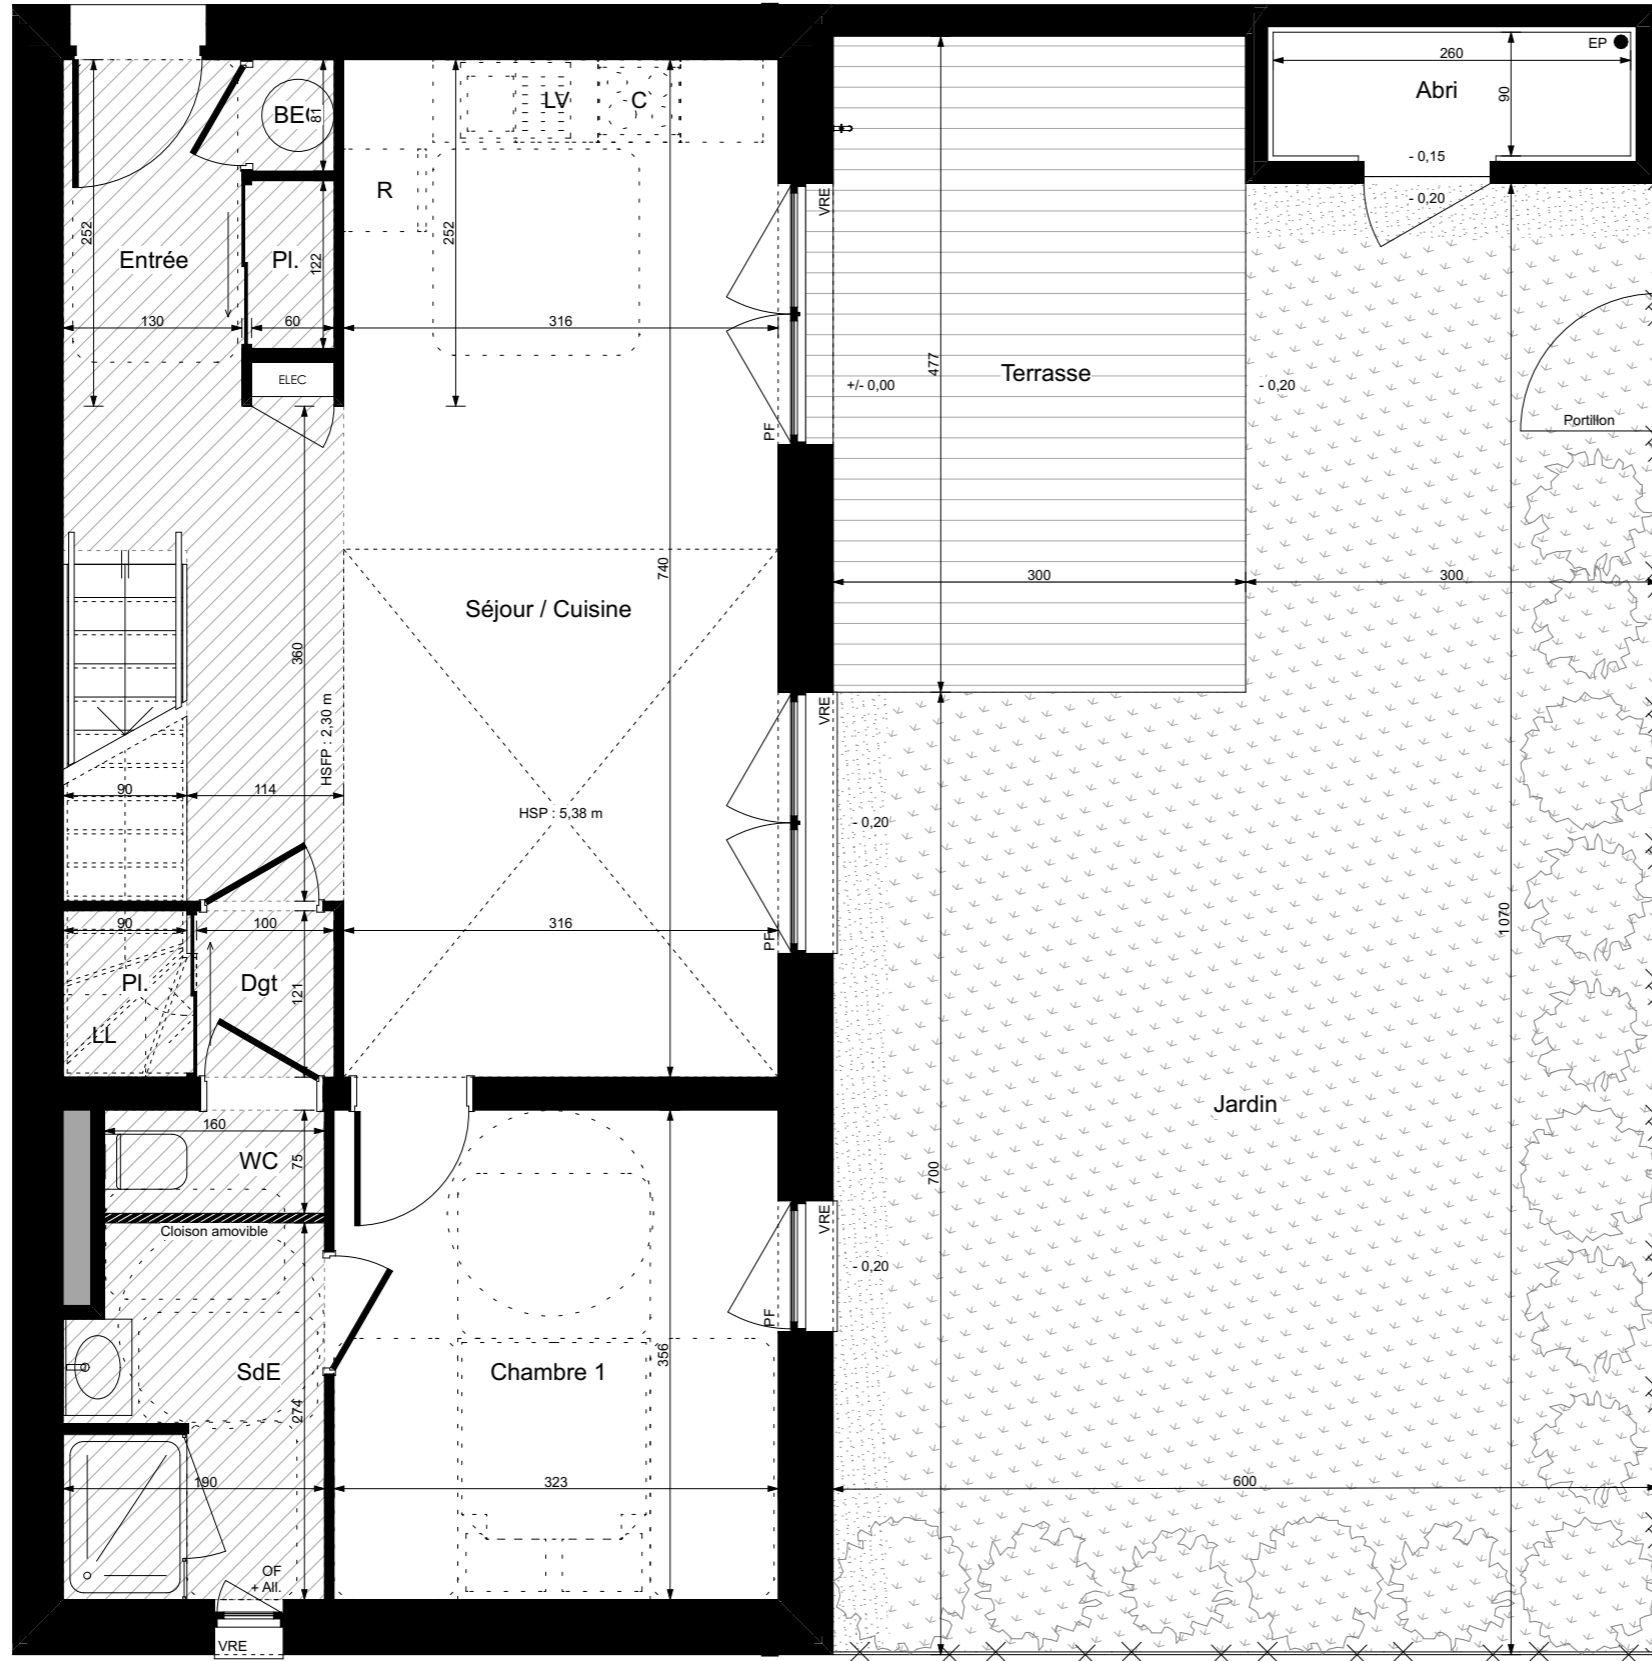 EP
260
Abri
90
- 0,15
- 0,20
LV
C
81
R
VRE
252
252
Entrée
Pl.
122
130
60
316
477
Terrasse
+/- 0,00
- 0,20
ELEC
Portillon
PF
740
300
300
Séjour / Cuisine
360
HSFP : 2,30 m
VRE
90
114
HSP : 5,38 m
- 0,20
90
100
316
PF
1 070
Pl.
Dgt
121
LL
Jardin
160
WC
75
700
VRE
Cloison amovible
- 0,20
PF
356
SdE
Chambre 1
274
190
323
600
OF
+ All.
VRE